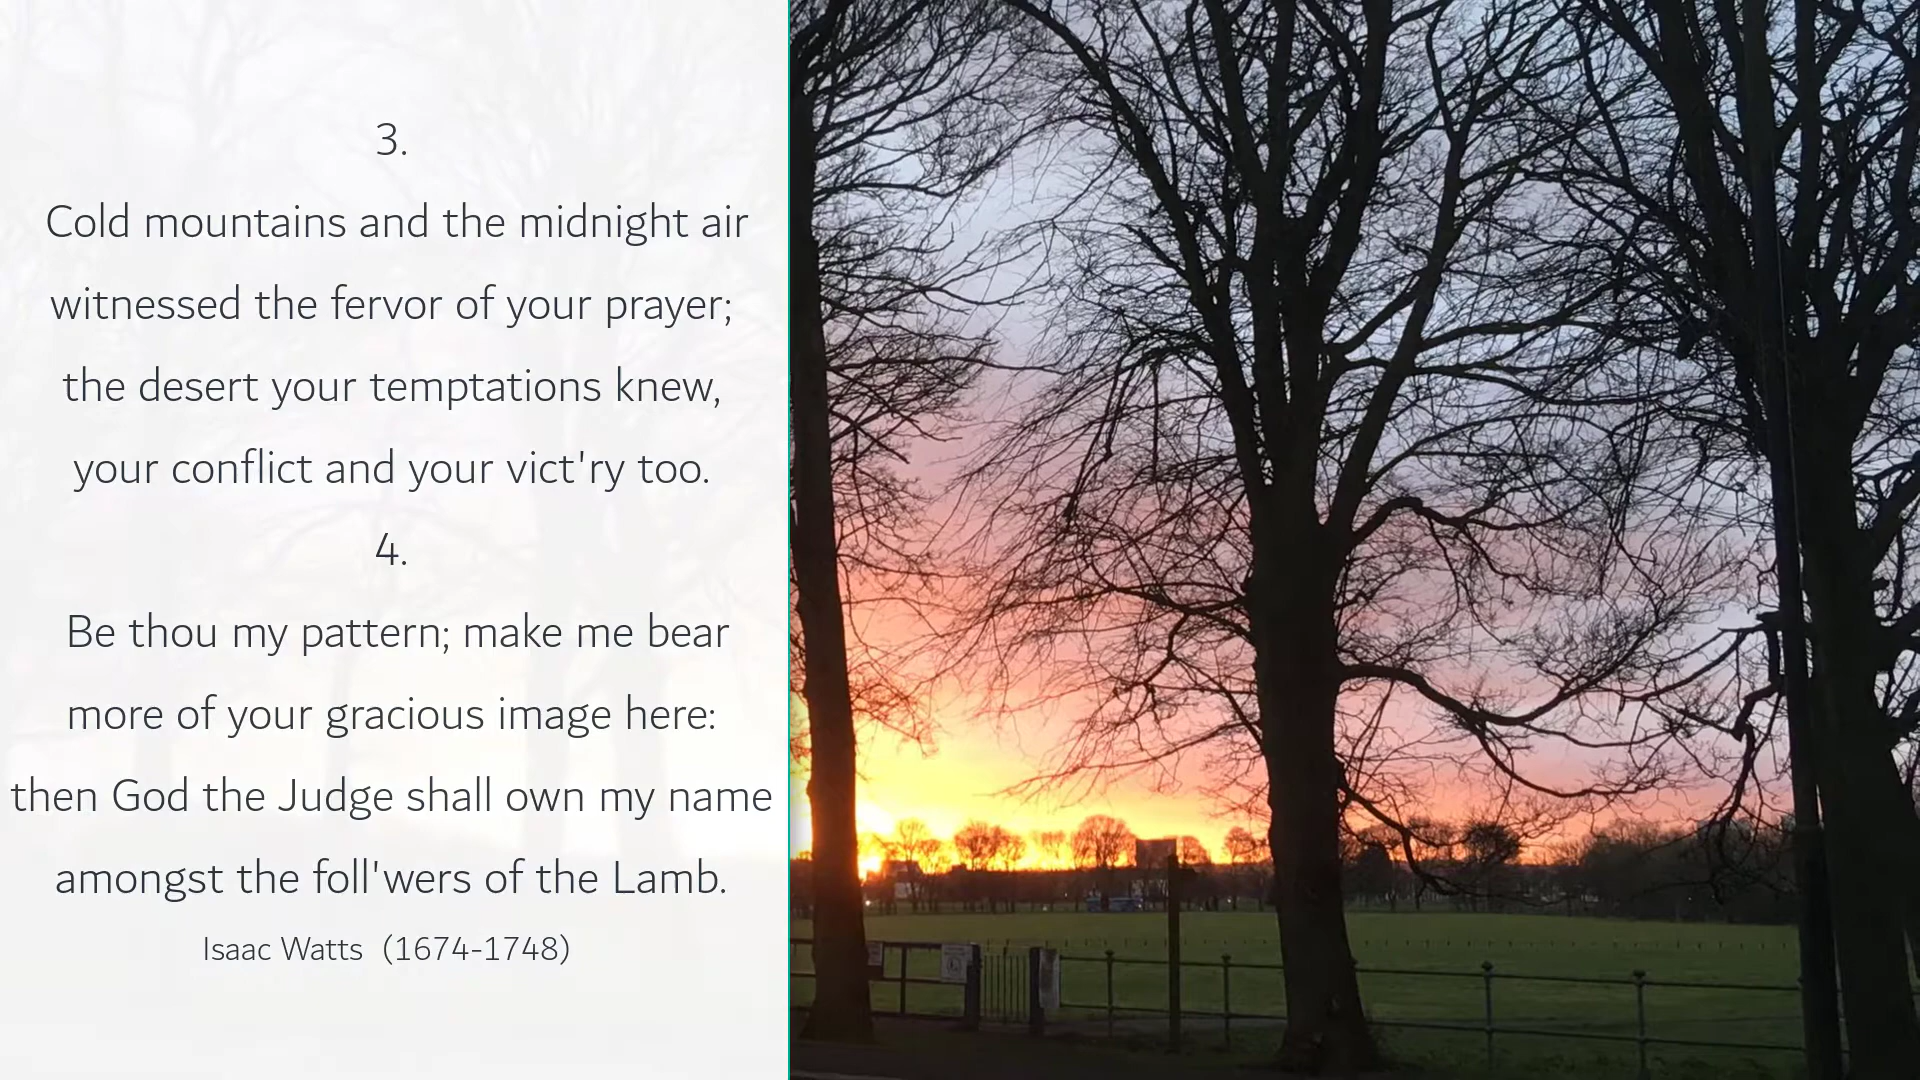 3.
Cold mountains and the midnight air
witnessed the fervor of your prayer;
the desert your temptations knew,
your conflict and your vict'ry too.
4.
Be thou my pattern; make me bear
more of your gracious image here:
then God the Judge shall own my name
amongst the foll'wers of the Lamb.
Isaac Watts (1674-1748)